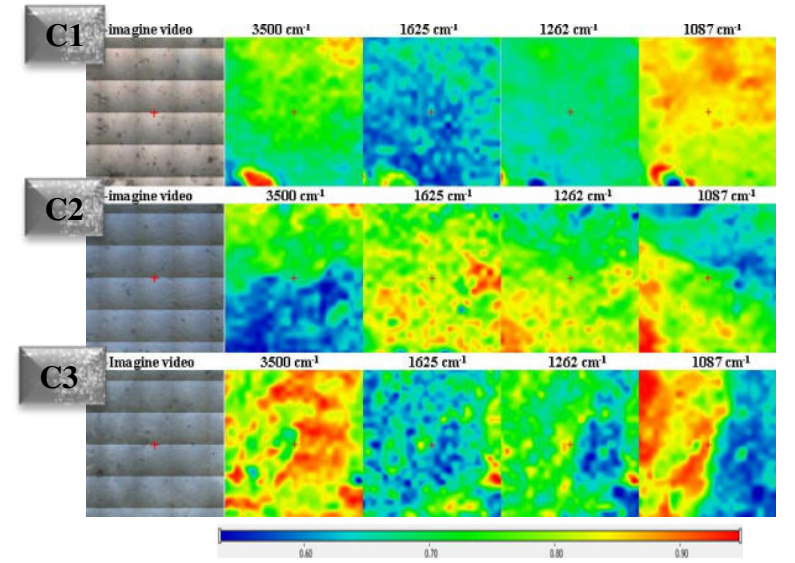 C1
-imagine video 3500 cm-1 1625 cm-1 1262 cm-1 1087 cm-1
C2
-imagine video 3500 cm-1 1625 cm-1 1262 cm-1 1087 cm-1
C3
-Imagine video 3500 cm-1 1625 cm-1 1262 cm-1 1087 cm-1
0.60 0.70 0.80 0.90